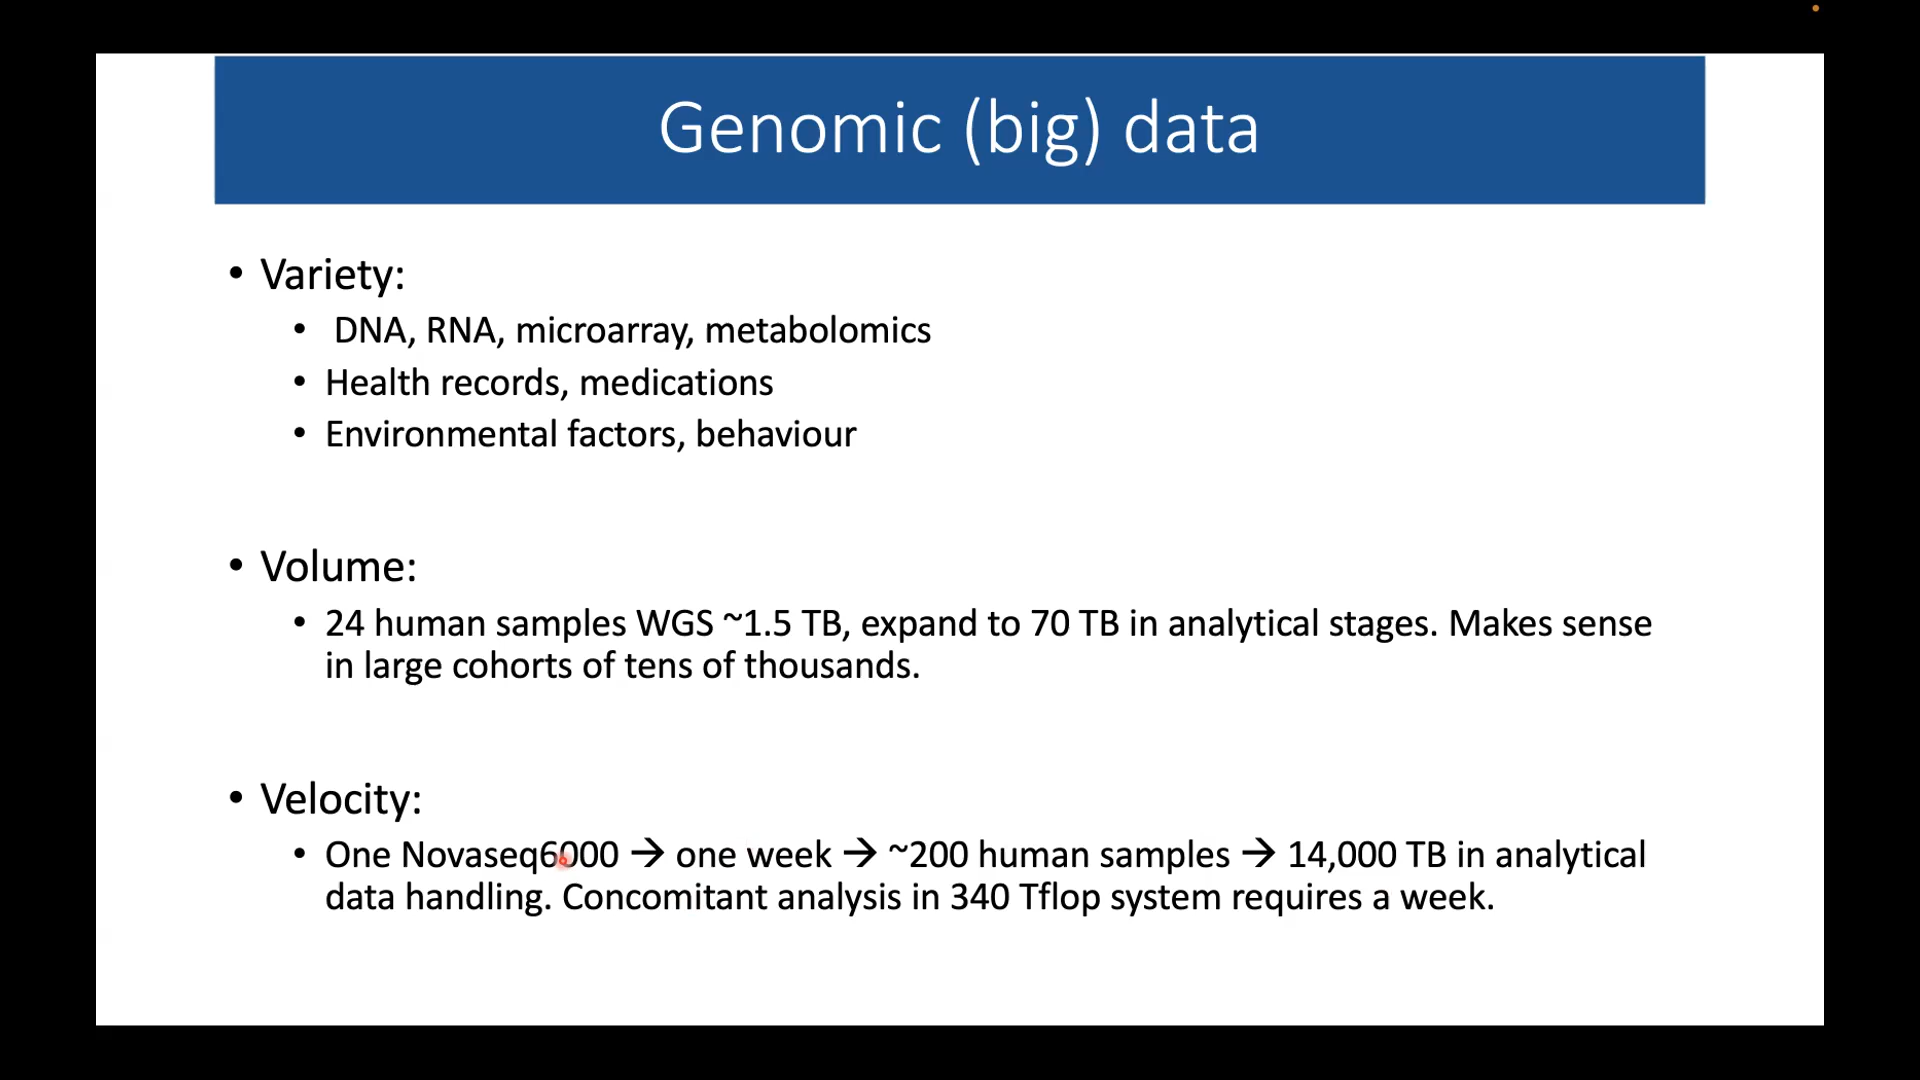 Genomic (big) data
• Variety:
• DNA, RNA, microarray, metabolomics
• Health records, medications
• Environmental factors, behaviour
• Volume:
• 24 human samples WGS ~1.5 TB, expand to 70 TB in analytical stages. Makes sense
in large cohorts of tens of thousands.
• Velocity:
• One Novaseq6000 → one week → ~200 human samples → 14,000 TB in analytical
data handling. Concomitant analysis in 340 Tflop system requires a week.